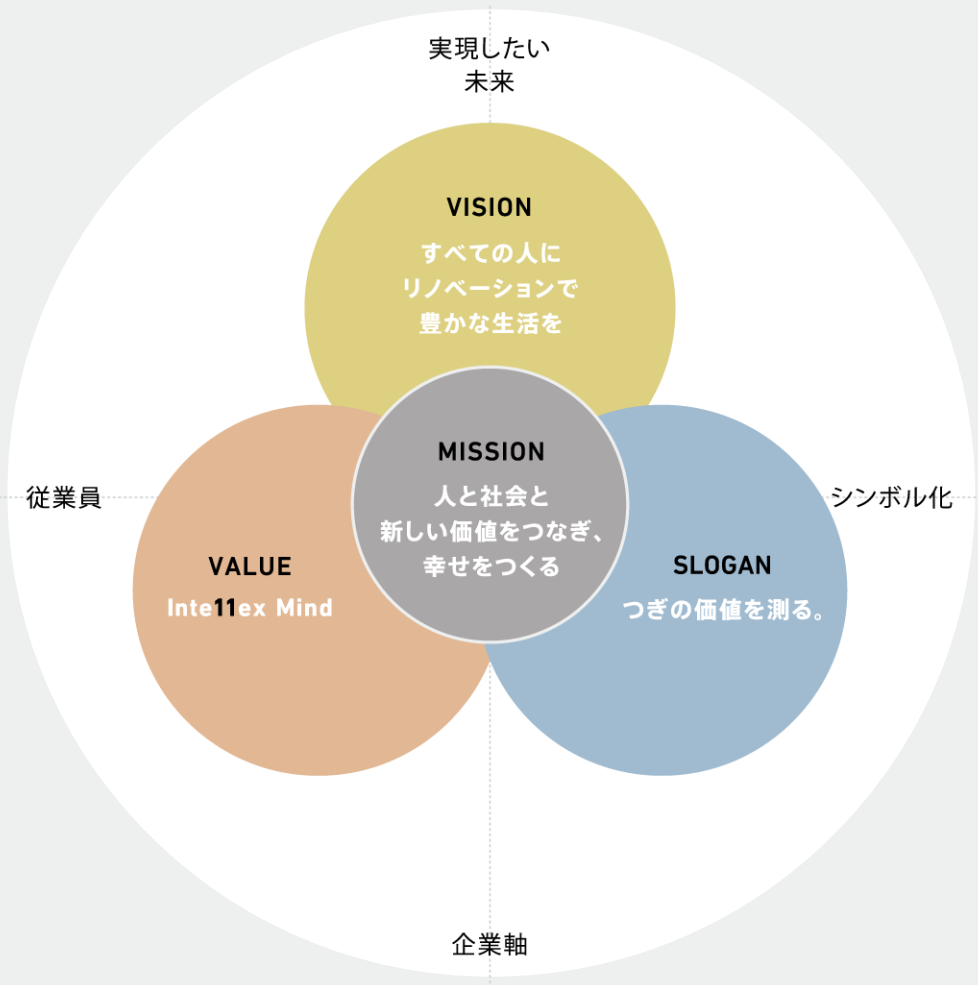 実現したい
未来
VISION
すべての人に
リノベーションで
豊かな生活を
MISSION
人と社会と
新しい価値をつなぎ、
幸せをつくる
従業員
シンボル化
VALUE
Inte11ex Mind
SLOGAN
つぎの価値を測る。
企業軸